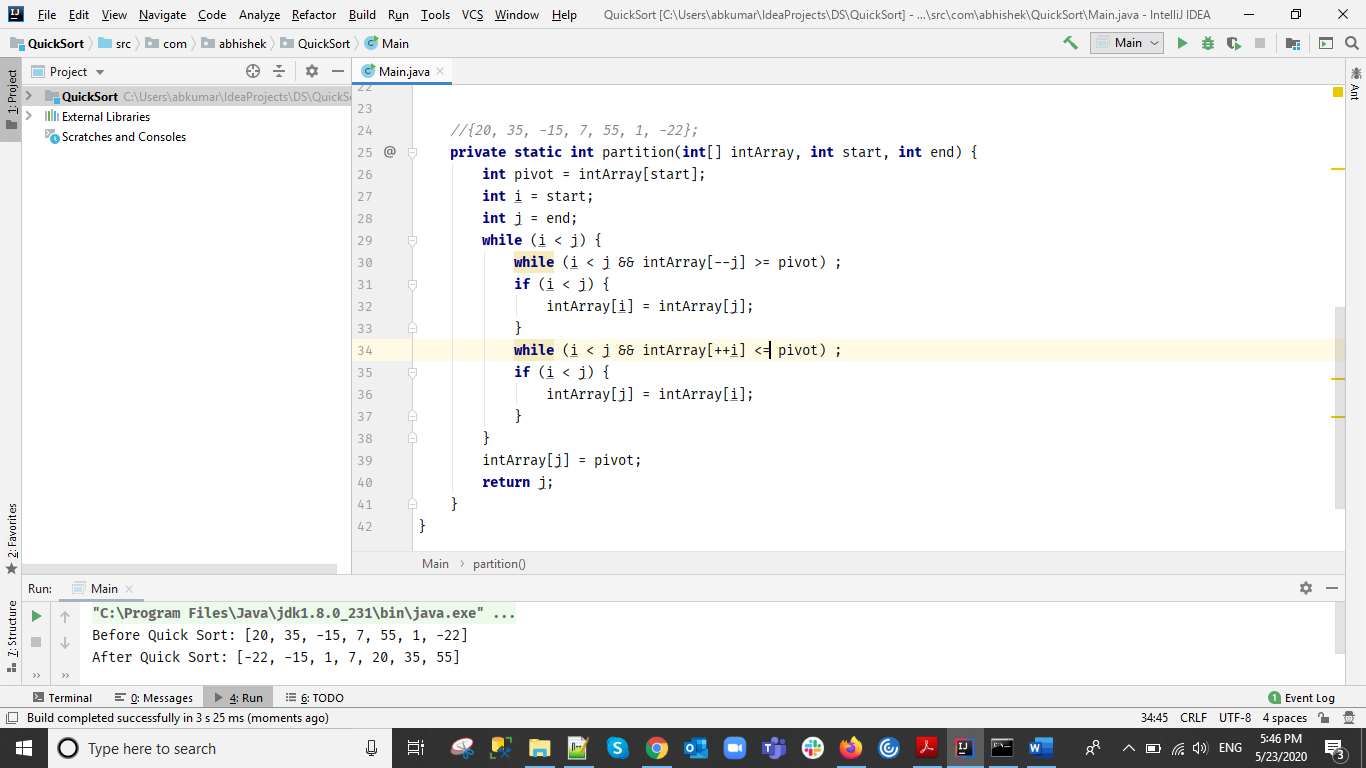 File Edit View Navigate Code Analyze Refactor Build Run Tools VCS Window Help QuickSort [C:\Users\abkumar\IdeaProjects\DS\QuickSort] - ...\src\com\abhishek\QuickSort\Main.java - IntelliJ IDEA
QuickSort src com abhishek QuickSort Main Main
Project Main.java
1: Project
Ant
QuickSort C:\Users\abkumar\IdeaProjects\DS\QuickS
External Libraries
Scratches and Consoles
22
23
24 //{20, 35, -15, 7, 55, 1, -22};
25 @ private static int partition(int[] intArray, int start, int end) {
26 int pivot = intArray[start];
27 int i = start;
28 int j = end;
29 while (i < j) {
30 while (i < j && intArray[--j] >= pivot) ;
31 if (i < j) {
32 intArray[i] = intArray[j];
33 }
34 while (i < j && intArray[++i] <= pivot) ;
35 if (i < j) {
36 intArray[j] = intArray[i];
37 }
38 }
39 intArray[j] = pivot;
40 return j;
41 }
42 }
Main › partition()
2: Favorites
7: Structure
Run: Main
"C:\Program Files\Java\jdk1.8.0_231\bin\java.exe" ...
Before Quick Sort: [20, 35, -15, 7, 55, 1, -22]
After Quick Sort: [-22, -15, 1, 7, 20, 35, 55]
Terminal 0: Messages 4: Run 6: TODO 1 Event Log
Build completed successfully in 3 s 25 ms (moments ago) 34:45 CRLF UTF-8 4 spaces
Type here to search ENG 5:46 PM
5/23/2020 3